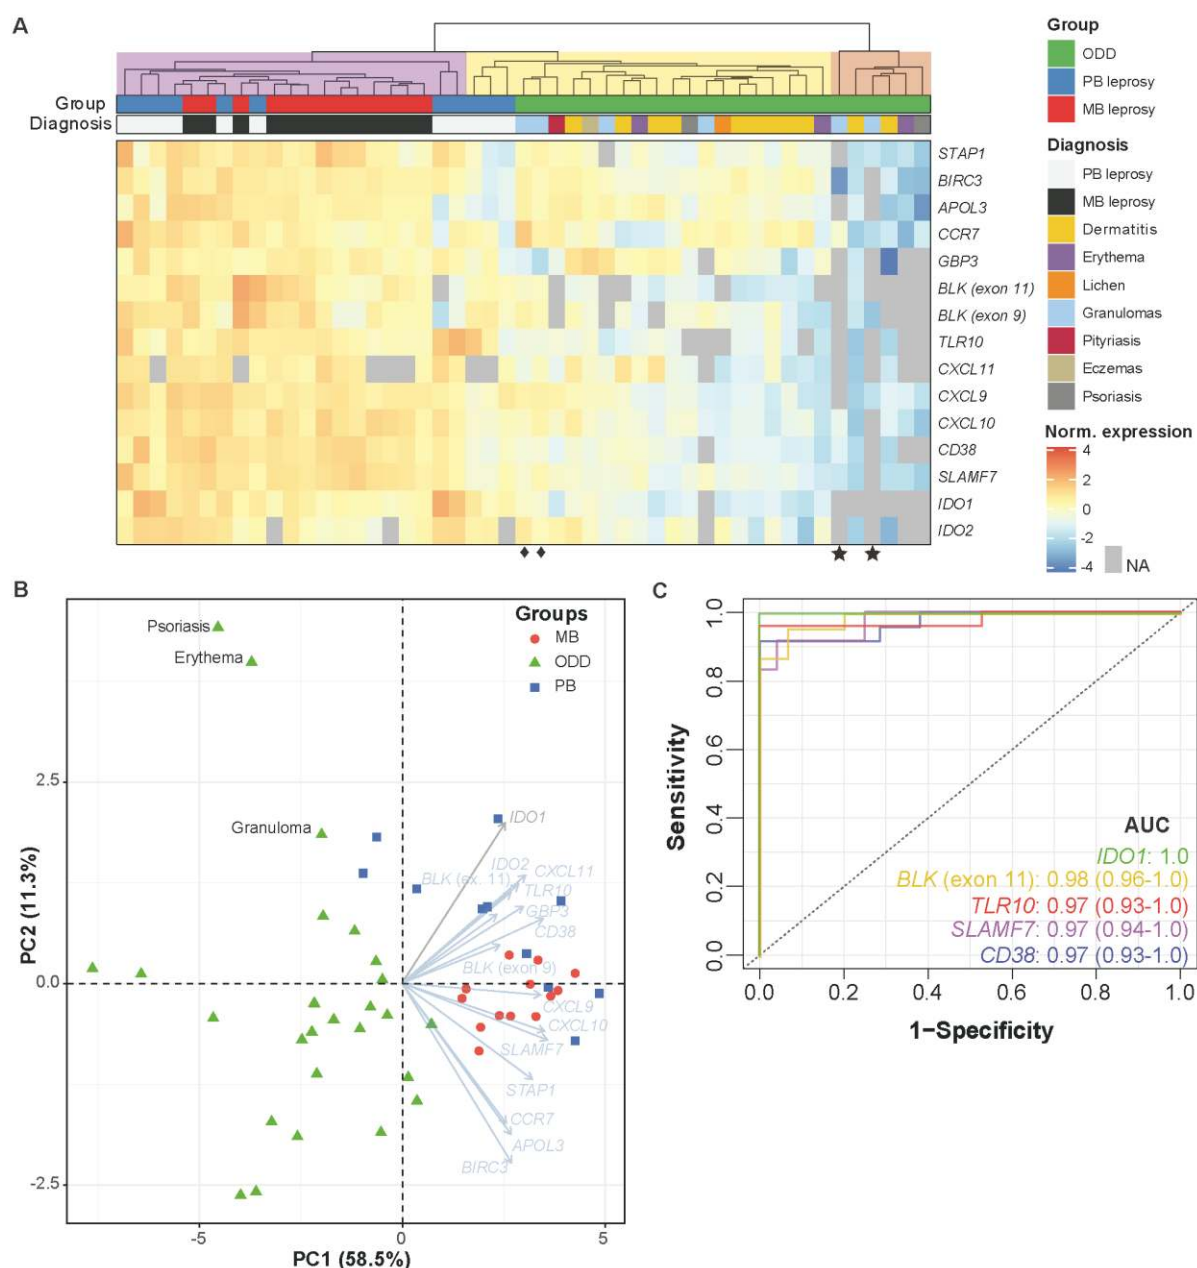 A
Group
Diagnosis
STAP1
BIRC3
APOL3
CCR7
GBP3
BLK (exon 11)
BLK (exon 9)
TLR10
CXCL11
CXCL9
CXCL10
CD38
SLAMF7
IDO1
IDO2
Group
ODD
PB leprosy
MB leprosy
Diagnosis
PB leprosy
MB leprosy
Dermatitis
Erythema
Lichen
Granulomas
Pityriasis
Eczemas
Psoriasis
Norm. expression
4
2
0
-2
-4
NA
B
Groups
MB
ODD
PB
Psoriasis
Erythema
Granuloma
IDO1
IDO2
CXCL11
BLK (ex. 11)
TLR10
GBP3
CD38
BLK (exon 9)
CXCL9
CXCL10
SLAMF7
STAP1
CCR7
APOL3
BIRC3
2.5
0.0
-2.5
PC2 (11.3%)
-5
0
5
PC1 (58.5%)
C
1.0
0.8
0.6
0.4
0.2
0.0
Sensitivity
AUC
IDO1: 1.0
BLK (exon 11): 0.98 (0.96-1.0)
TLR10: 0.97 (0.93-1.0)
SLAMF7: 0.97 (0.94-1.0)
CD38: 0.97 (0.93-1.0)
0.0 0.2 0.4 0.6 0.8 1.0
1−Specificity